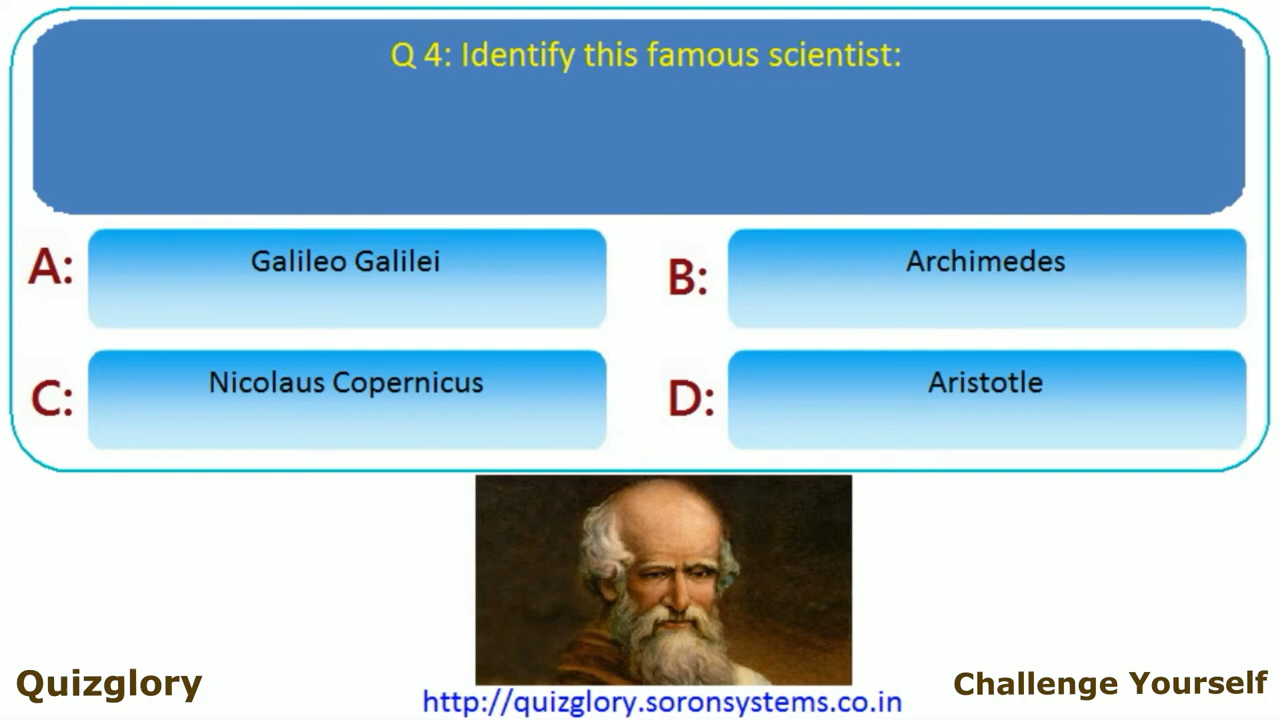 Q 4: Identify this famous scientist:
A: Galileo Galilei
B: Archimedes
C: Nicolaus Copernicus
D: Aristotle
Quizglory
http://quizglory.soronsystems.co.in
Challenge Yourself